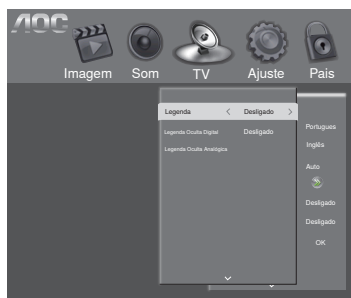 AOC
Imagem Som TV Ajuste Pais
Legenda < Desligado >
Legenda Oculta Digital Desligado
Legenda Oculta Analógica
Portugues
Inglês
Auto
Desligado
Desligado
OK